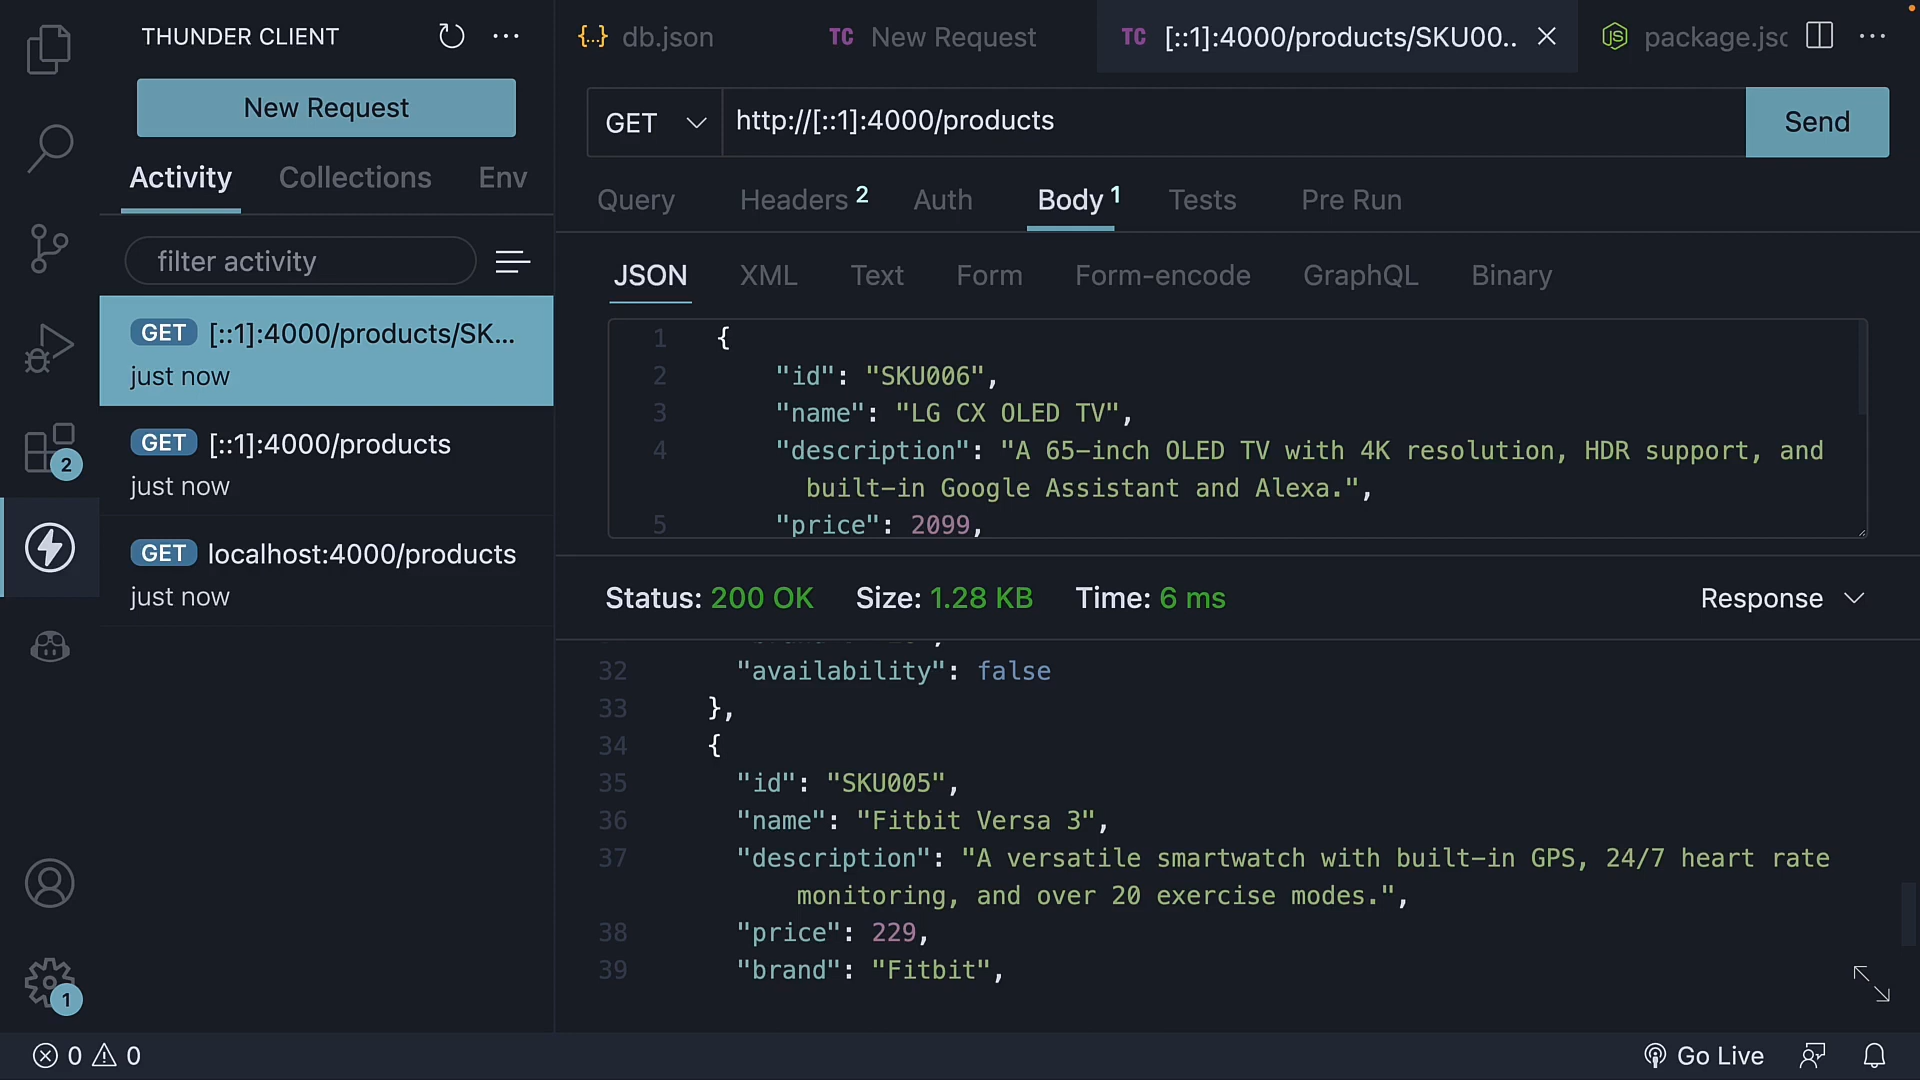 THUNDER CLIENT
New Request
Activity Collections Env
filter activity
GET [::1]:4000/products/SK...
just now
GET [::1]:4000/products
just now
GET localhost:4000/products
just now
2
1
{..} db.json
TC New Request
TC [::1]:4000/products/SKU00..
JS package.jsc
GET http://[::1]:4000/products
Send
Query Headers 2 Auth Body 1 Tests Pre Run
JSON XML Text Form Form-encode GraphQL Binary
1 {
2 "id": "SKU006",
3 "name": "LG CX OLED TV",
4 "description": "A 65-inch OLED TV with 4K resolution, HDR support, and
built-in Google Assistant and Alexa.",
5 "price": 2099,
Status: 200 OK Size: 1.28 KB Time: 6 ms
Response
32 "availability": false
33 },
34 {
35 "id": "SKU005",
36 "name": "Fitbit Versa 3",
37 "description": "A versatile smartwatch with built-in GPS, 24/7 heart rate
monitoring, and over 20 exercise modes.",
38 "price": 229,
39 "brand": "Fitbit",
0 0
Go Live